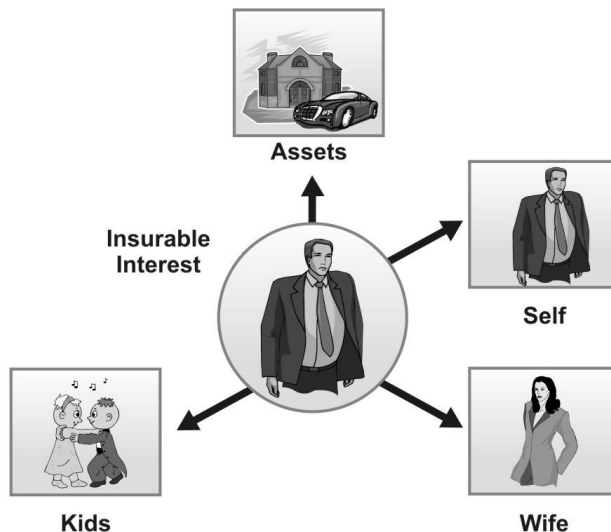 Assets
Insurable
Interest
Self
Kids
Wife